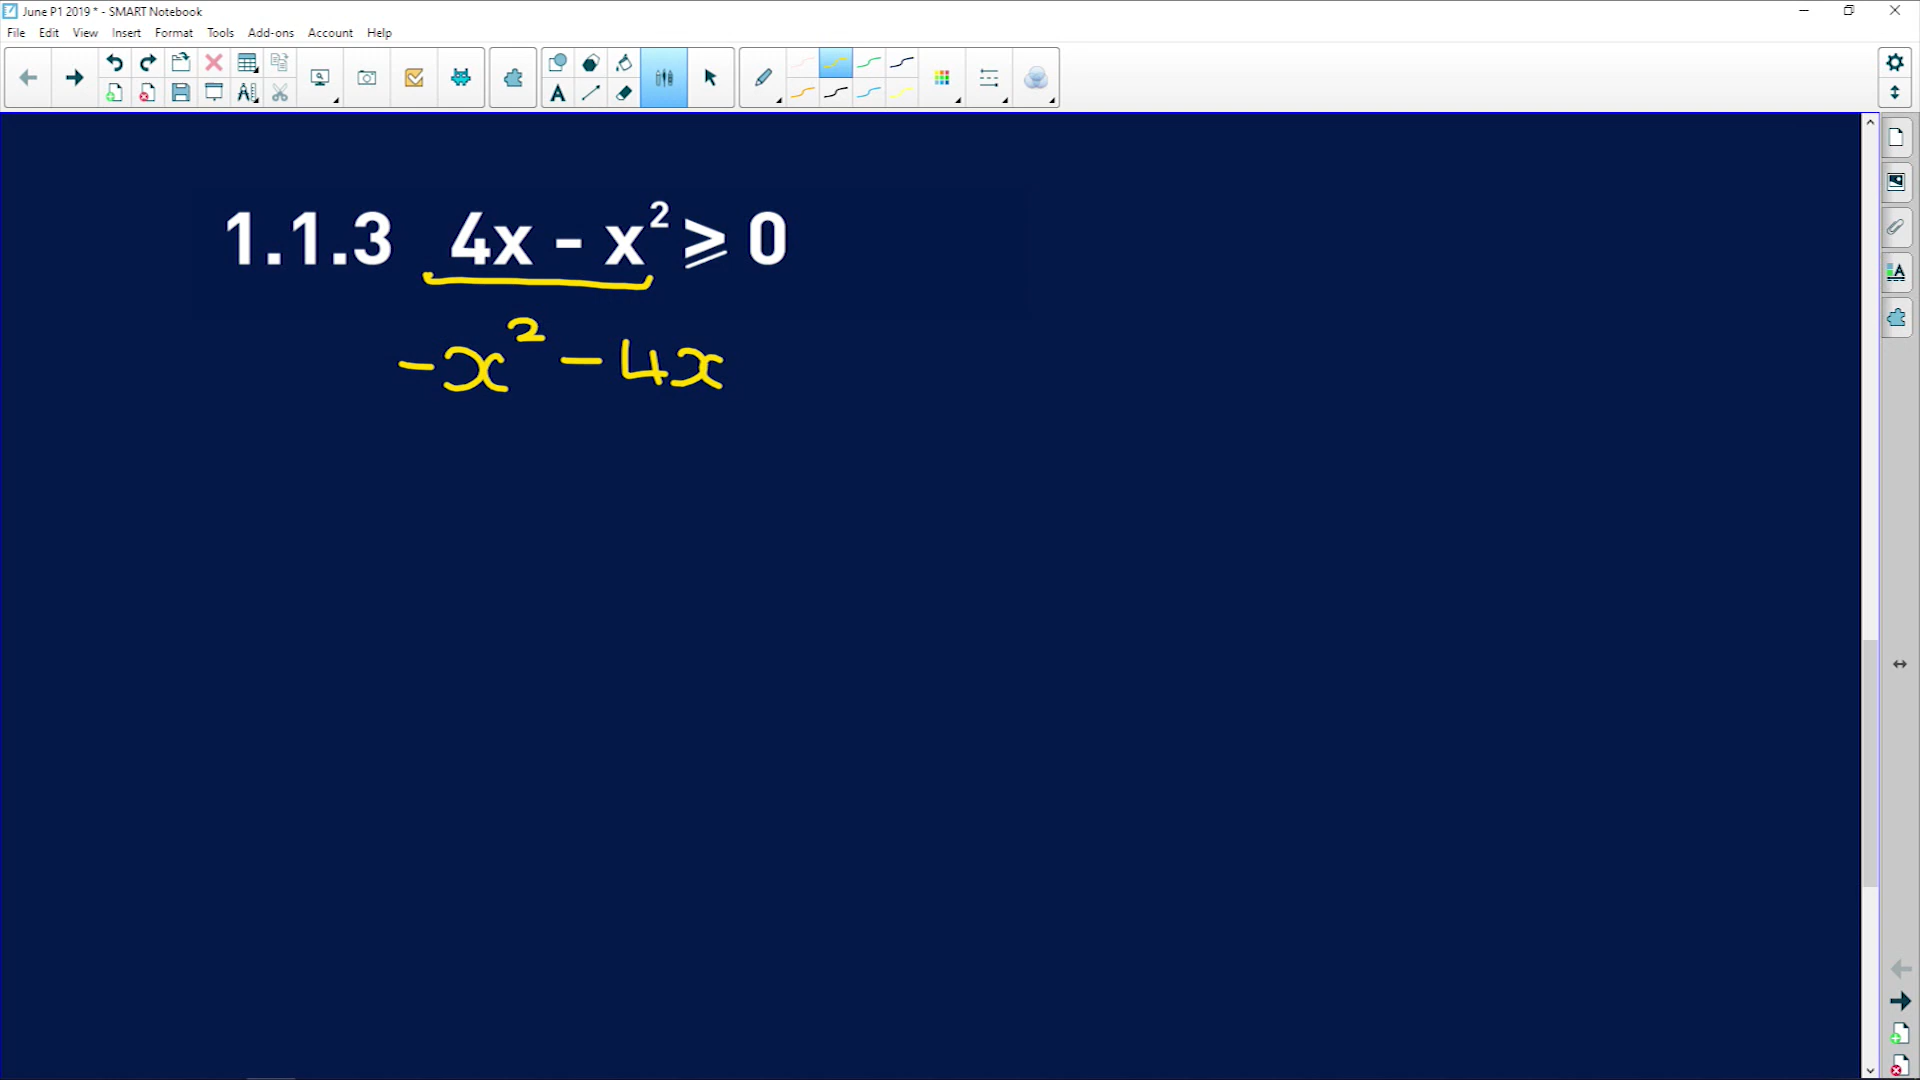 June P1 2019 * - SMART Notebook
File Edit View Insert Format Tools Add-ons Account Help
1.1.3 4x - x² ⩾ 0
-x² - 4x